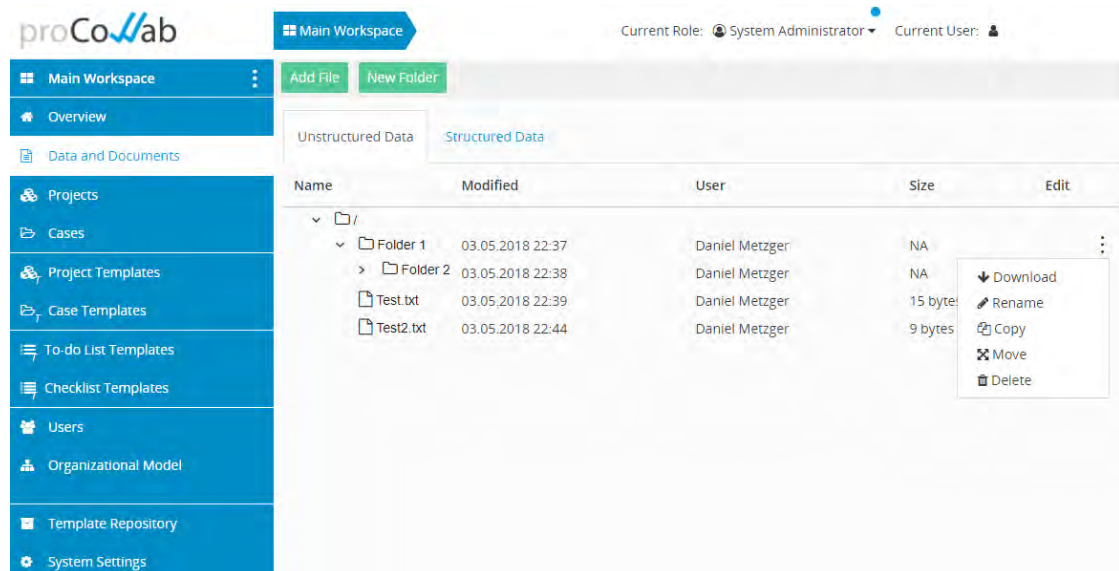 proCollab
Main Workspace
Current Role: System Administrator
Current User:
Main Workspace
Overview
Data and Documents
Projects
Cases
Project Templates
Case Templates
To-do List Templates
Checklist Templates
Users
Organizational Model
Template Repository
System Settings
Add File
New Folder
Unstructured Data
Structured Data
Name Modified User Size Edit
/
Folder 1 03.05.2018 22:37 Daniel Metzger NA
Folder 2 03.05.2018 22:38 Daniel Metzger NA
Test.txt 03.05.2018 22:39 Daniel Metzger 15 bytes
Test2.txt 03.05.2018 22:44 Daniel Metzger 9 bytes
Download
Rename
Copy
Move
Delete